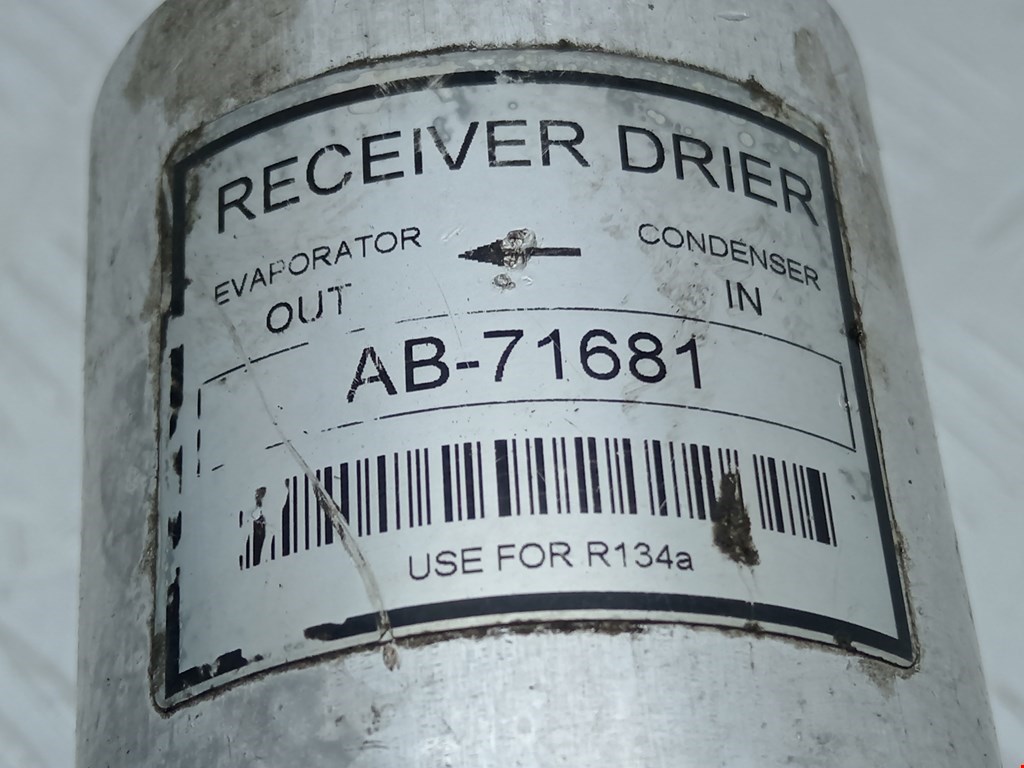 RECEIVER DRIER
EVAPORATOR CONDENSER
OUT IN
AB-71681
USE FOR R134a